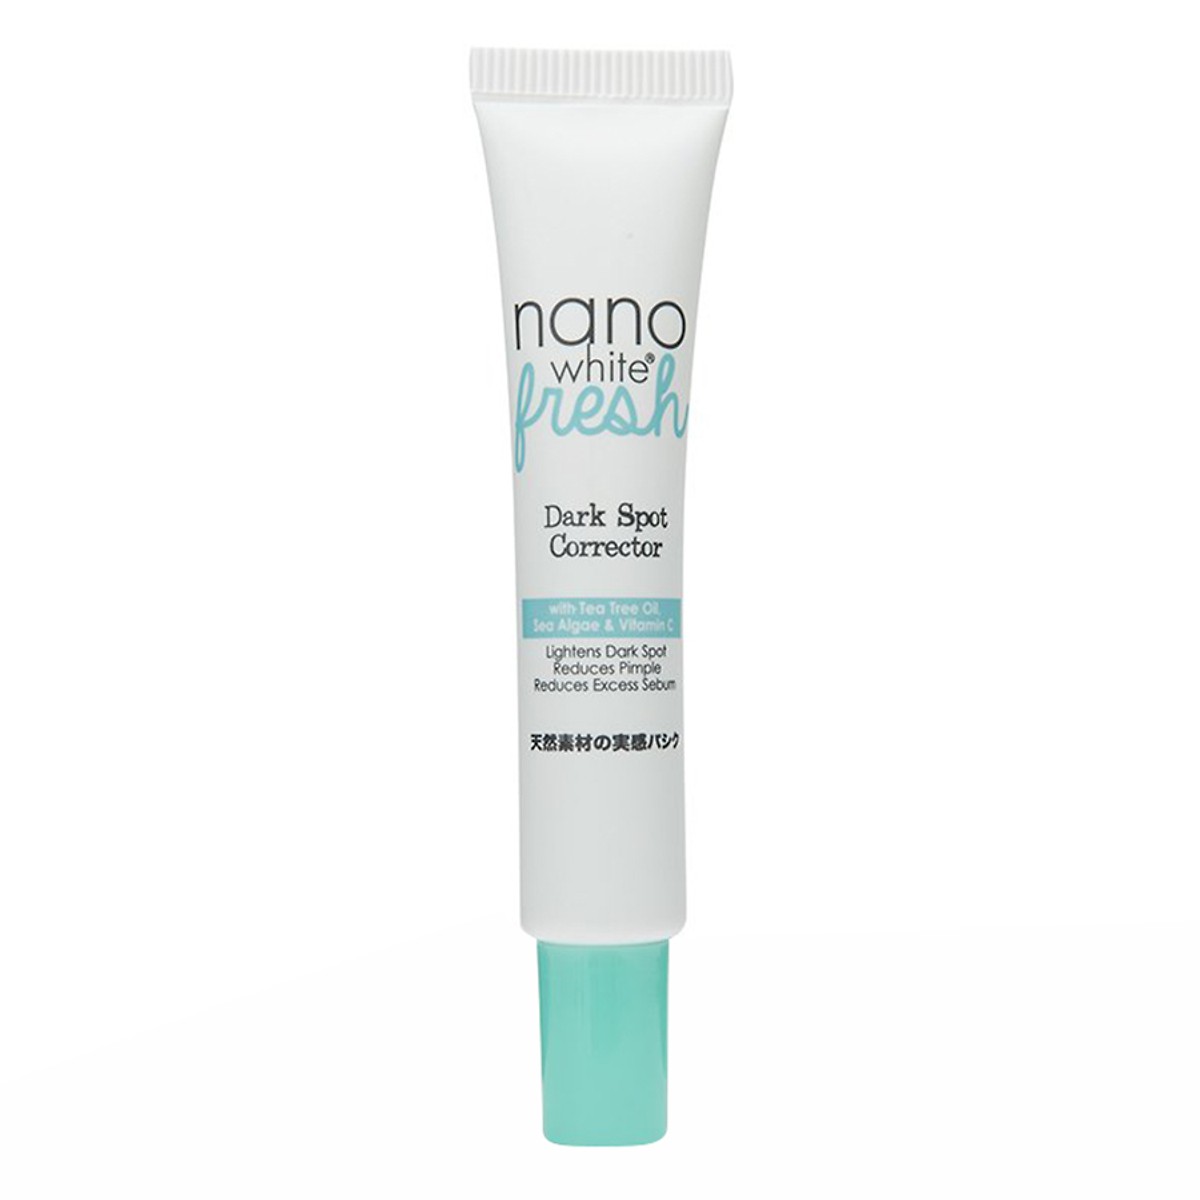 nano
white®
fresh
Dark Spot
Corrector
with Tea Tree Oil,
Sea Algae & Vitamin C
Lightens Dark Spot
Reduces Pimple
Reduces Excess Sebum
天然素材の実感パシク